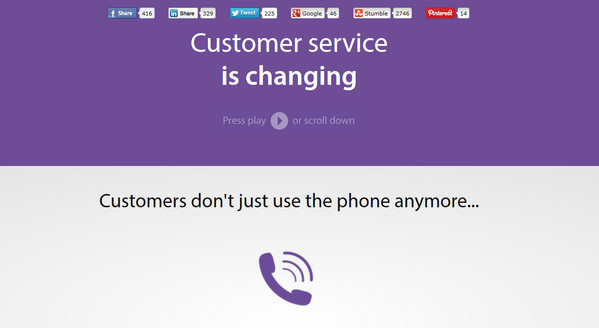 Share 416 Share 329 Tweet 225 Google 46 Stumble 2746 Pinterest 14
Customer service
is changing
Press play or scroll down
Customers don't just use the phone anymore...